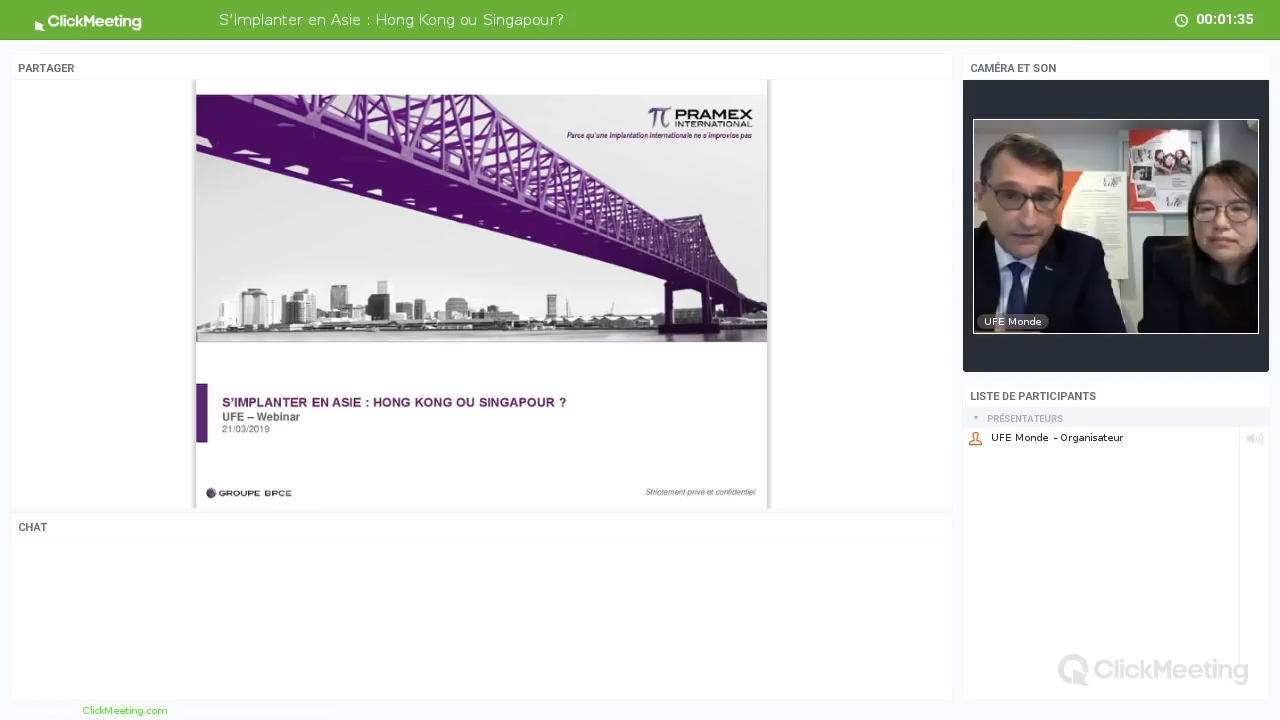 ClickMeeting
S'implanter en Asie : Hong Kong ou Singapour?
00:01:35
PARTAGER
PRAMEX
INTERNATIONAL
Parce qu'une implantation internationale ne s'improvise pas
S'IMPLANTER EN ASIE : HONG KONG OU SINGAPOUR ?
UFE – Webinar
21/03/2019
GROUPE BPCE
Strictement privé et confidentiel
CHAT
CAMÉRA ET SON
UFE Monde
LISTE DE PARTICIPANTS
PRÉSENTATEURS
UFE Monde - Organisateur
ClickMeeting
ClickMeeting.com